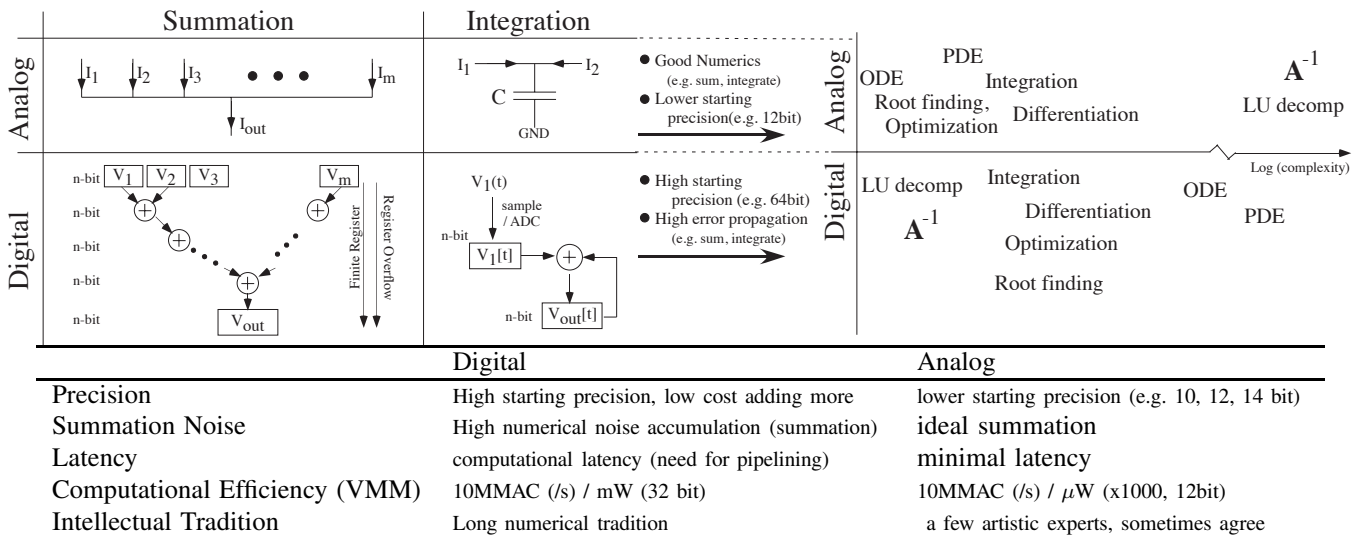 Summation
Integration
Analog
I1
I2
I3
Im
Iout
I1
I2
C
GND
Good Numerics
(e.g. sum, integrate)
Lower starting
precision(e.g. 12bit)
Analog
PDE
ODE
Integration
Root finding,
Optimization
Differentiation
A-1
LU decomp
Log (complexity)
Digital
n-bit
V1
V2
V3
Vm
n-bit
+
+
n-bit
+
n-bit
+
n-bit
Vout
Finite Register
Register Overflow
V1(t)
sample
/ ADC
n-bit
V1[t]
+
n-bit
Vout[t]
High starting
precision (e.g. 64bit)
High error propagation
(e.g. sum, integrate)
Digital
LU decomp
A-1
Integration
Differentiation
Optimization
Root finding
ODE
PDE
Digital Analog
Precision High starting precision, low cost adding more lower starting precision (e.g. 10, 12, 14 bit)
Summation Noise High numerical noise accumulation (summation) ideal summation
Latency computational latency (need for pipelining) minimal latency
Computational Efficiency (VMM) 10MMAC (/s) / mW (32 bit) 10MMAC (/s) / μW (x1000, 12bit)
Intellectual Tradition Long numerical tradition a few artistic experts, sometimes agree